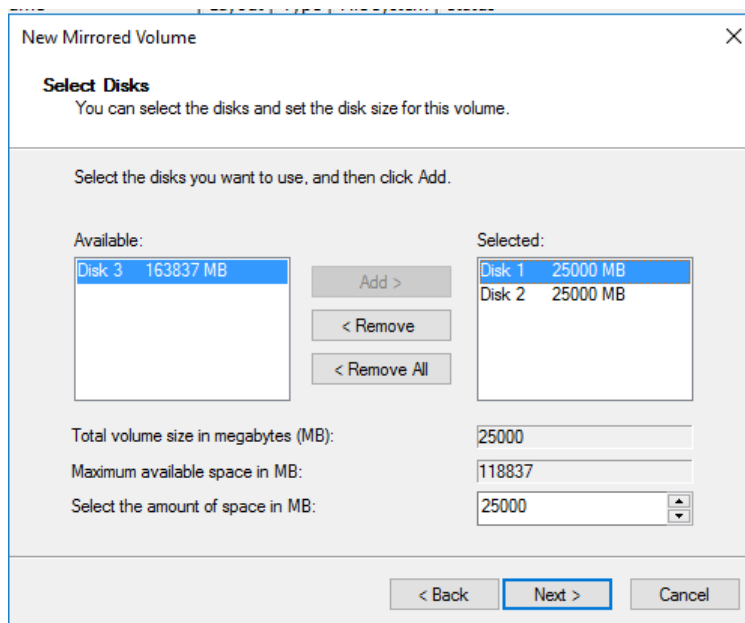 New Mirrored Volume
Select Disks
You can select the disks and set the disk size for this volume.
Select the disks you want to use, and then click Add.
Available:
Selected:
Disk 3 163837 MB
Add >
< Remove
< Remove All
Disk 1 25000 MB
Disk 2 25000 MB
Total volume size in megabytes (MB): 25000
Maximum available space in MB: 118837
Select the amount of space in MB: 25000
< Back Next > Cancel